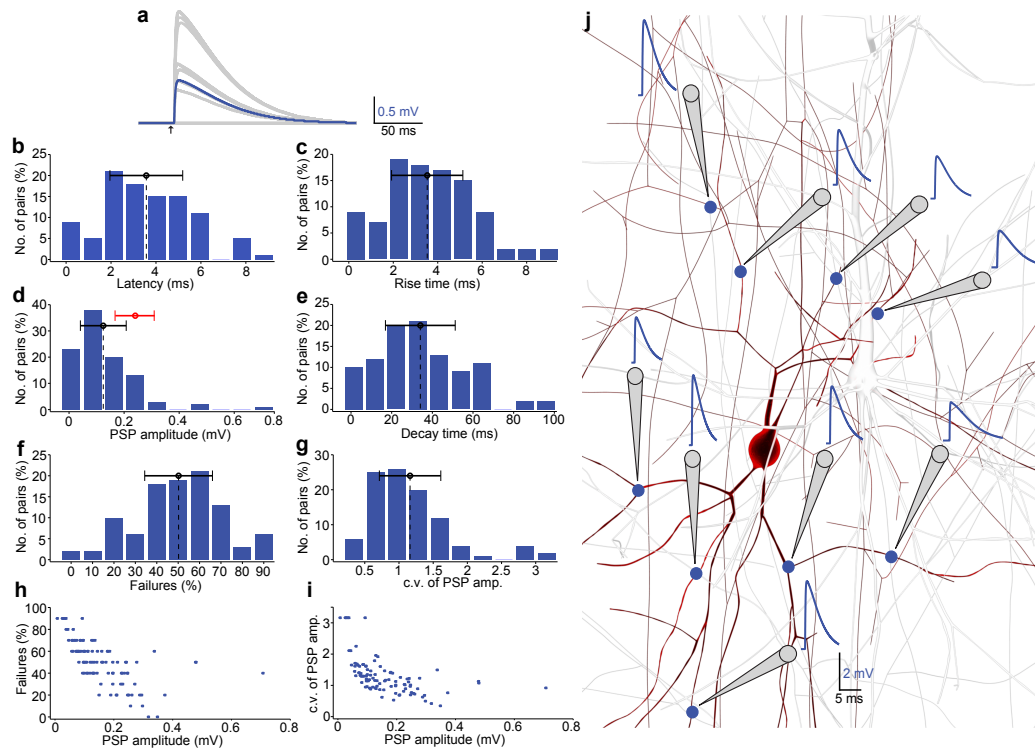 a
0.5 mV
50 ms
b
No. of pairs (%)
25
20
15
10
5
0
0 2 4 6 8
Latency (ms)
c
No. of pairs (%)
20
15
10
5
0
0 2 4 6 8
Rise time (ms)
d
No. of pairs (%)
40
30
20
10
0
0 0.2 0.4 0.6 0.8
PSP amplitude (mV)
e
No. of pairs (%)
25
20
15
10
5
0
0 20 40 60 80 100
Decay time (ms)
f
No. of pairs (%)
25
20
15
10
5
0
0 10 20 30 40 50 60 70 80 90
Failures (%)
g
No. of pairs (%)
30
20
10
0
0.5 1 1.5 2 2.5 3
c.v. of PSP amp.
h
Failures (%)
100
80
60
40
20
0
0 0.2 0.4 0.6 0.8
PSP amplitude (mV)
i
c.v. of PSP amp.
3
2
1
0
0 0.2 0.4 0.6 0.8
PSP amplitude (mV)
j
2 mV
5 ms